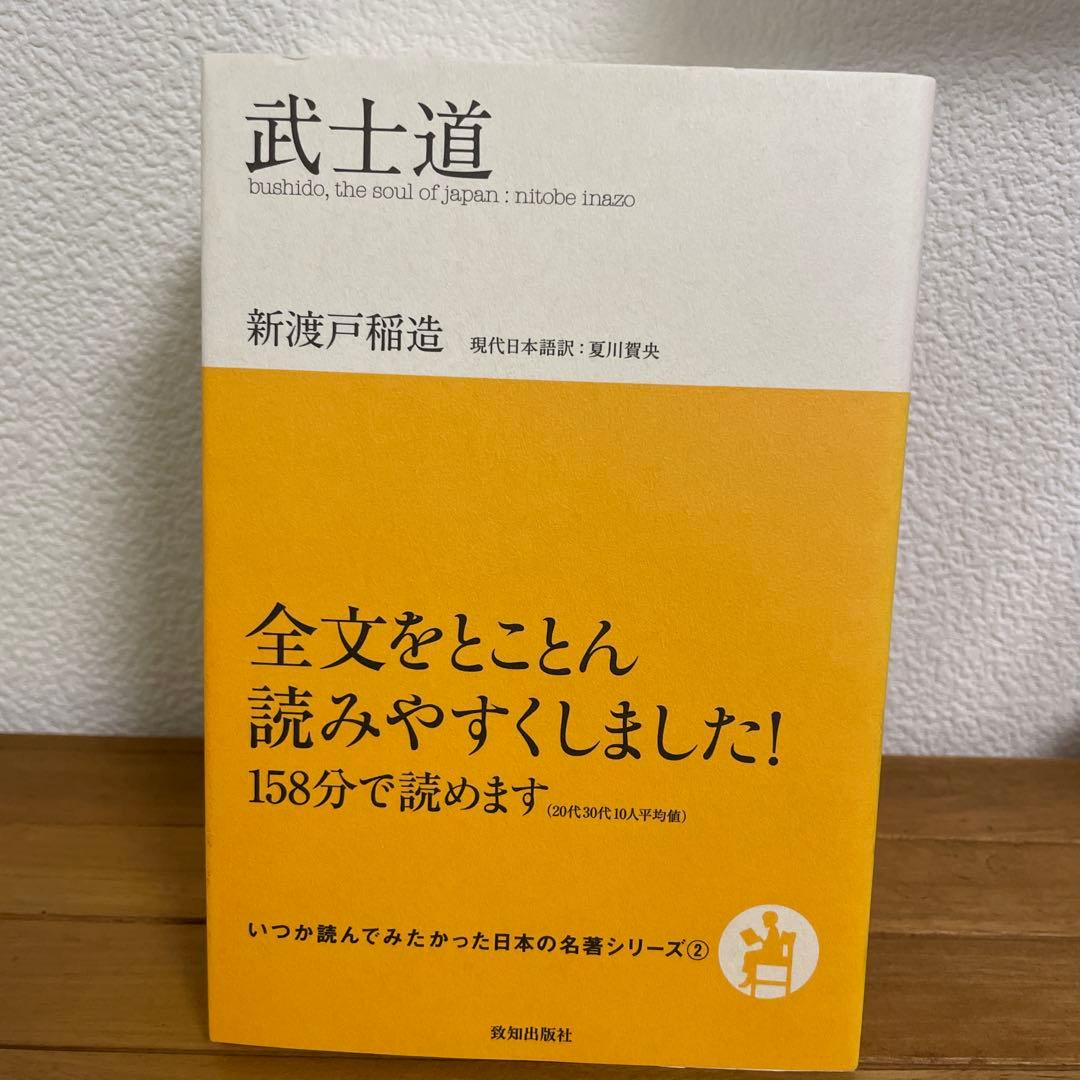 武士道
bushido, the soul of japan : nitobe inazo
新渡戸稲造 現代日本語訳：夏川賀央
全文をとことん
読みやすくしました！
158分で読めます（20代30代10人平均値）
いつか読んでみたかった日本の名著シリーズ②
致知出版社